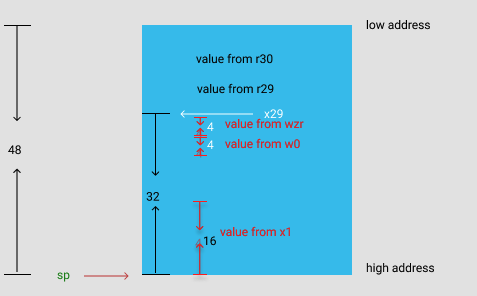 low address
value from r30
value from r29
x29
4 value from wzr
4 value from w0
48
32
16 value from x1
high address
sp